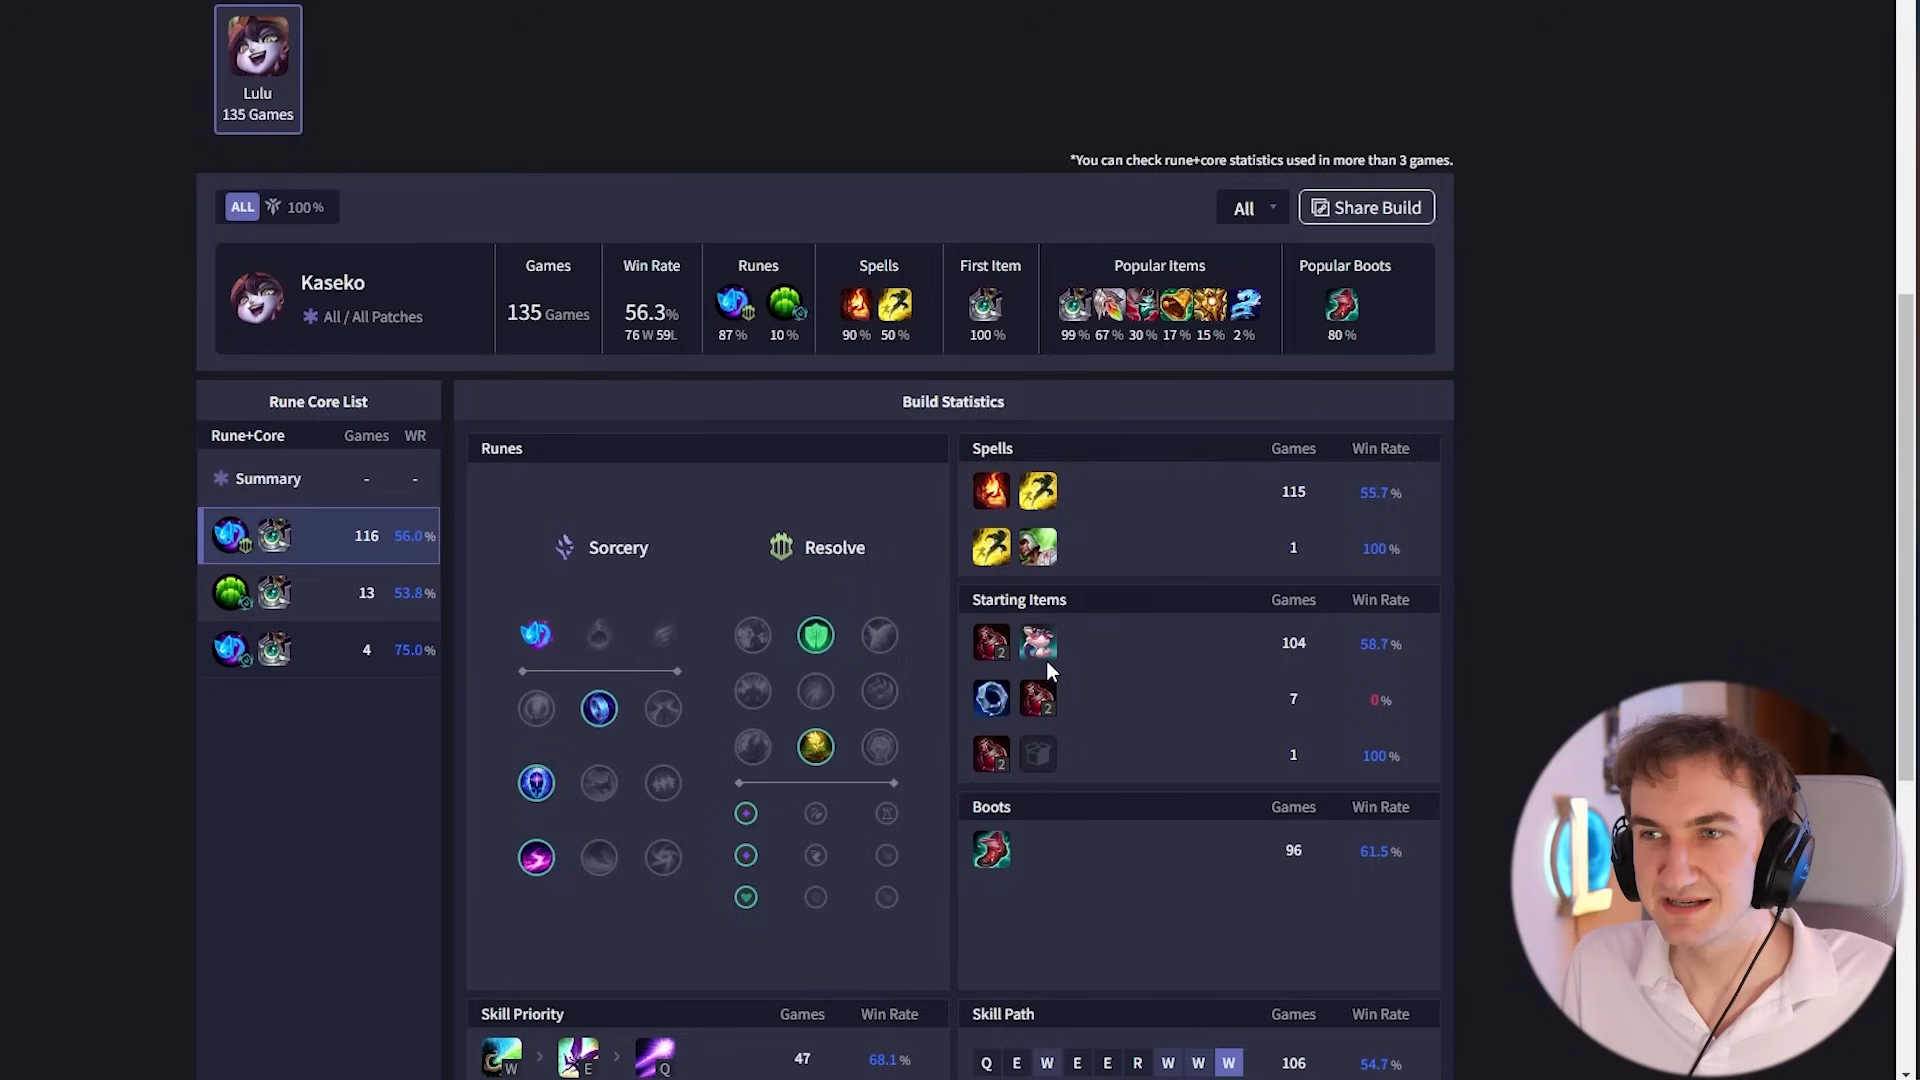 Lulu
135 Games
*You can check rune+core statistics used in more than 3 games.
ALL 100 %
All
Share Build
Kaseko
All / All Patches
Games
135 Games
Win Rate
56.3%
76 W 59L
Runes
87 % 10 %
Spells
90 % 50 %
First Item
100 %
Popular Items
99 % 67 % 30 % 17 % 15 % 2 %
Popular Boots
80 %
Rune Core List
Rune+Core Games WR
Summary - -
116 56.0 %
13 53.8 %
4 75.0 %
Build Statistics
Runes
Sorcery
Resolve
Spells Games Win Rate
115 55.7 %
1 100 %
Starting Items Games Win Rate
2 104 58.7 %
2 7 0 %
2 1 100 %
Boots Games Win Rate
96 61.5 %
Skill Priority Games Win Rate
W > E > Q 47 68.1 %
Skill Path Games Win Rate
Q E W E E R W W W 106 54.7 %